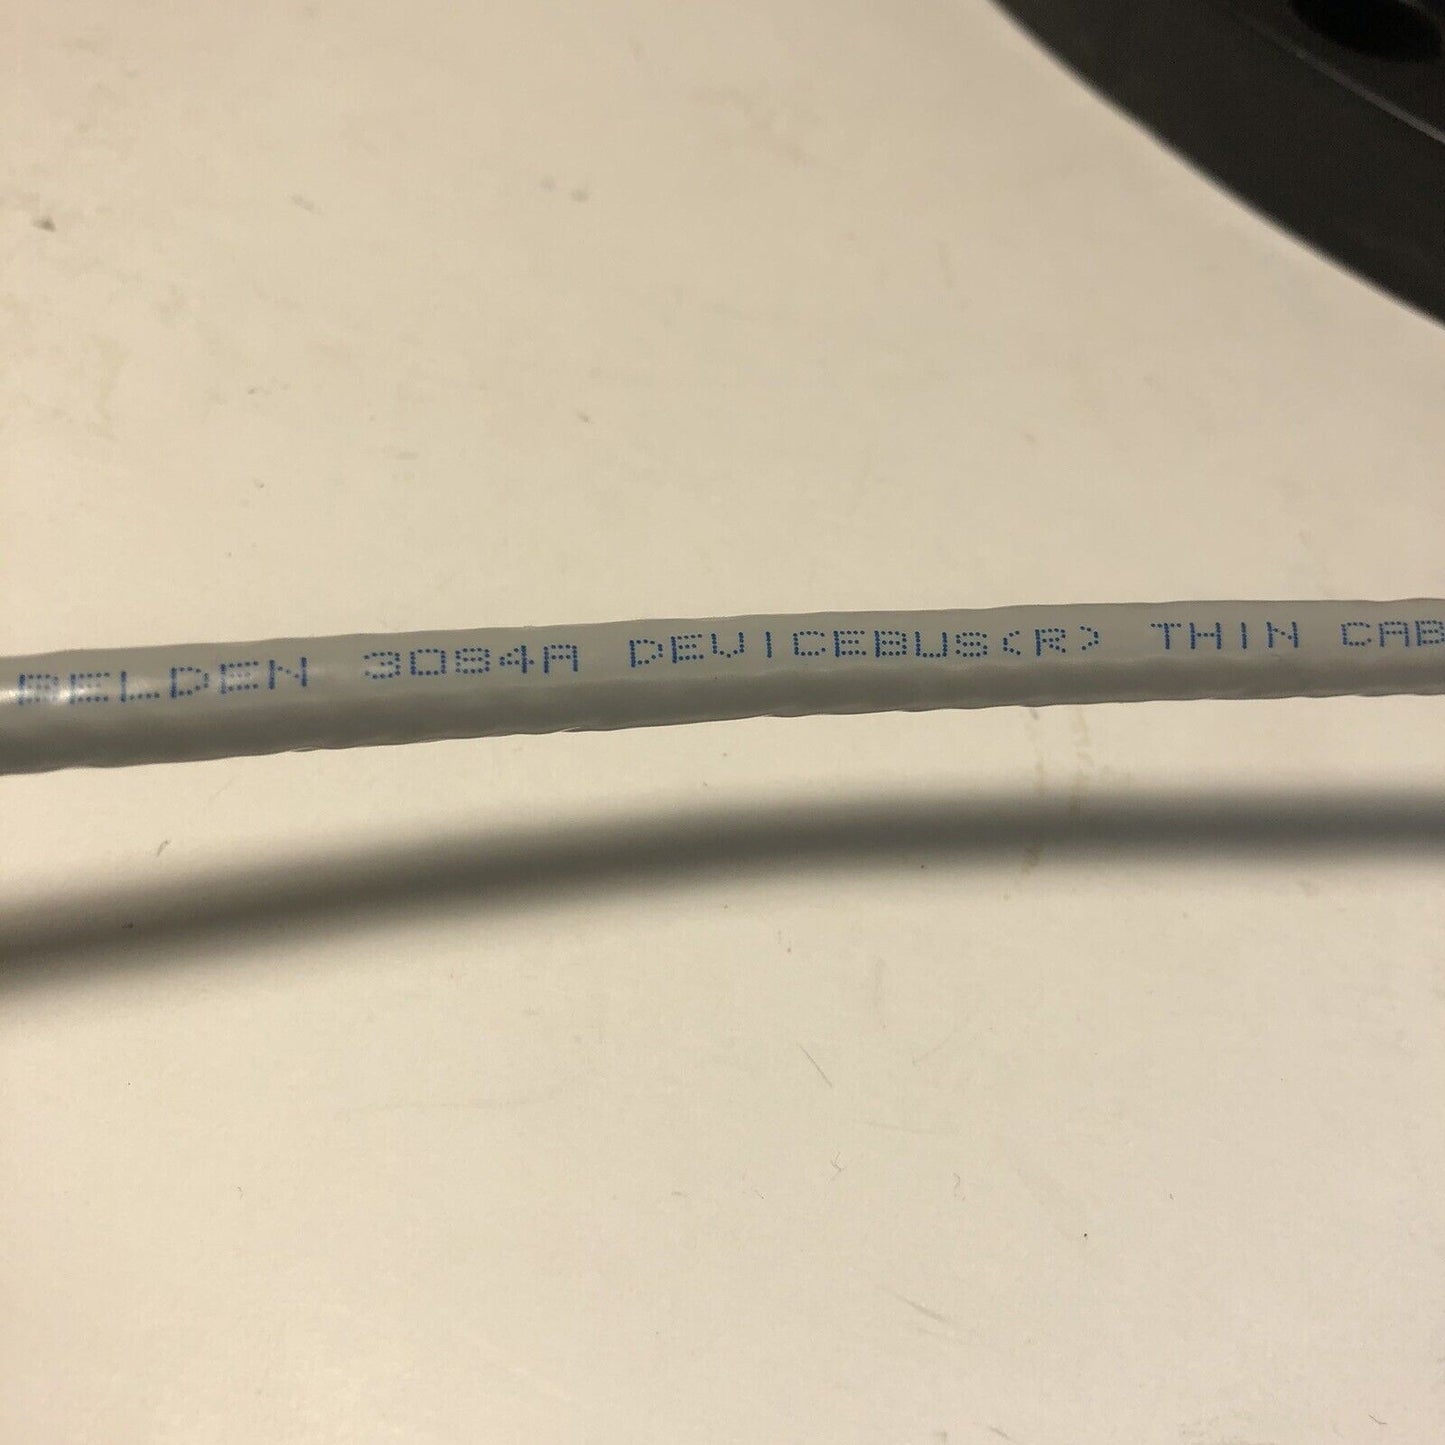 BELDEN 3084A DEVICEBUS(R) THIN CAB